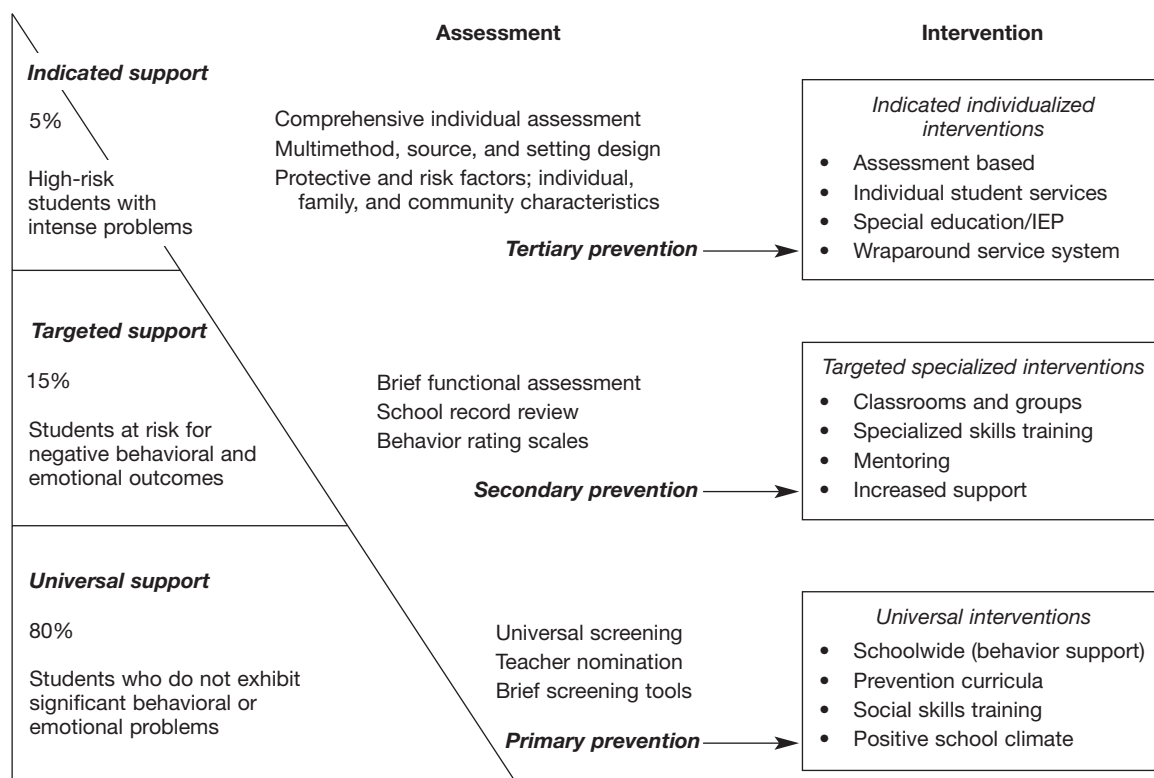 Assessment
Intervention
Indicated support
5%
High-risk
students with
intense problems
Comprehensive individual assessment
Multimethod, source, and setting design
Protective and risk factors; individual,
family, and community characteristics
Tertiary prevention
Indicated individualized
interventions
• Assessment based
• Individual student services
• Special education/IEP
• Wraparound service system
Targeted support
15%
Students at risk for
negative behavioral and
emotional outcomes
Brief functional assessment
School record review
Behavior rating scales
Secondary prevention
Targeted specialized interventions
• Classrooms and groups
• Specialized skills training
• Mentoring
• Increased support
Universal support
80%
Students who do not exhibit
significant behavioral or
emotional problems
Universal screening
Teacher nomination
Brief screening tools
Primary prevention
Universal interventions
• Schoolwide (behavior support)
• Prevention curricula
• Social skills training
• Positive school climate